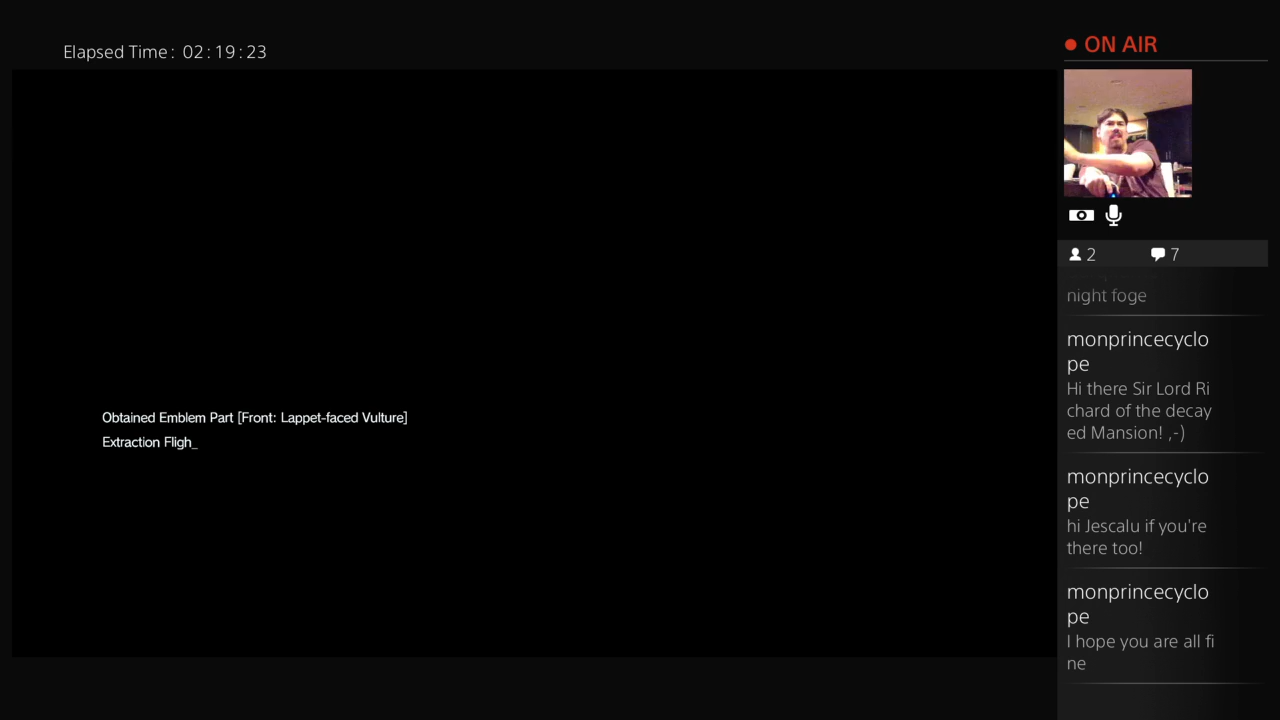 Elapsed Time: 02:19:23
ON AIR
2 7
night foge
monprincecyclo
pe
Hi there Sir Lord Ri
chard of the decay
ed Mansion! ,-)
monprincecyclo
pe
hi Jescalu if you're
there too!
monprincecyclo
pe
I hope you are all fi
ne
Obtained Emblem Part [Front: Lappet-faced Vulture]
Extraction Fligh_